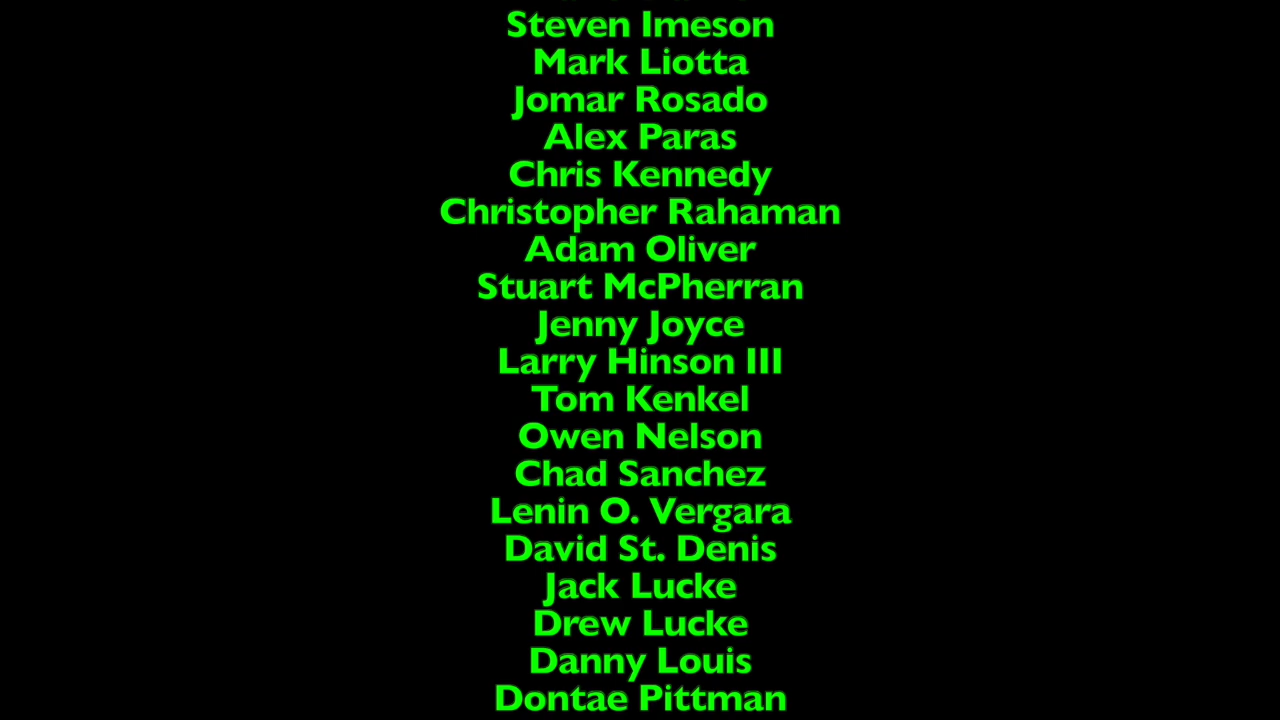 Steven Imeson
Mark Liotta
Jomar Rosado
Alex Paras
Chris Kennedy
Christopher Rahaman
Adam Oliver
Stuart McPherran
Jenny Joyce
Larry Hinson III
Tom Kenkel
Owen Nelson
Chad Sanchez
Lenin O. Vergara
David St. Denis
Jack Lucke
Drew Lucke
Danny Louis
Dontae Pittman